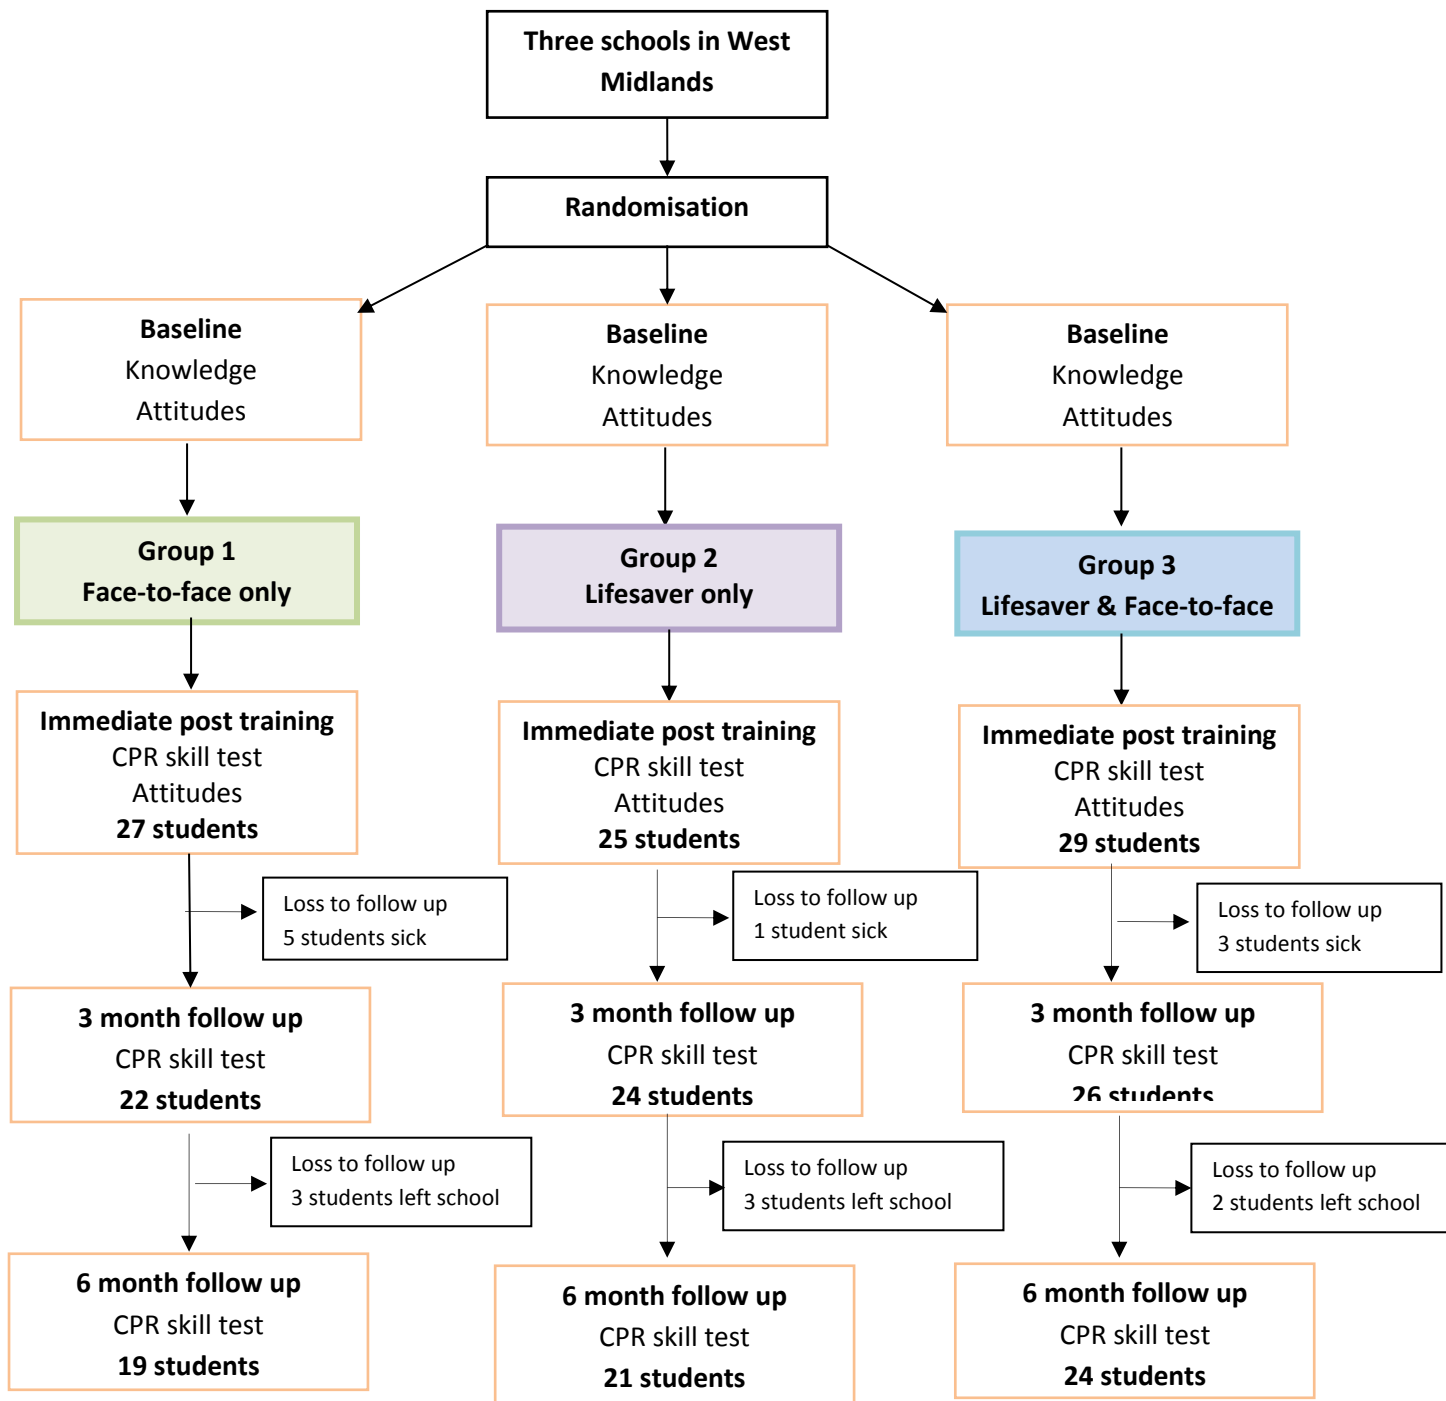 Three schools in West
Midlands
Randomisation
Baseline
Knowledge
Attitudes
Baseline
Knowledge
Attitudes
Baseline
Knowledge
Attitudes
Group 1
Face-to-face only
Group 2
Lifesaver only
Group 3
Lifesaver & Face-to-face
Immediate post training
CPR skill test
Attitudes
27 students
Immediate post training
CPR skill test
Attitudes
25 students
Immediate post training
CPR skill test
Attitudes
29 students
Loss to follow up
5 students sick
Loss to follow up
1 student sick
Loss to follow up
3 students sick
3 month follow up
CPR skill test
22 students
3 month follow up
CPR skill test
24 students
3 month follow up
CPR skill test
26 students
Loss to follow up
3 students left school
Loss to follow up
3 students left school
Loss to follow up
2 students left school
6 month follow up
CPR skill test
19 students
6 month follow up
CPR skill test
21 students
6 month follow up
CPR skill test
24 students